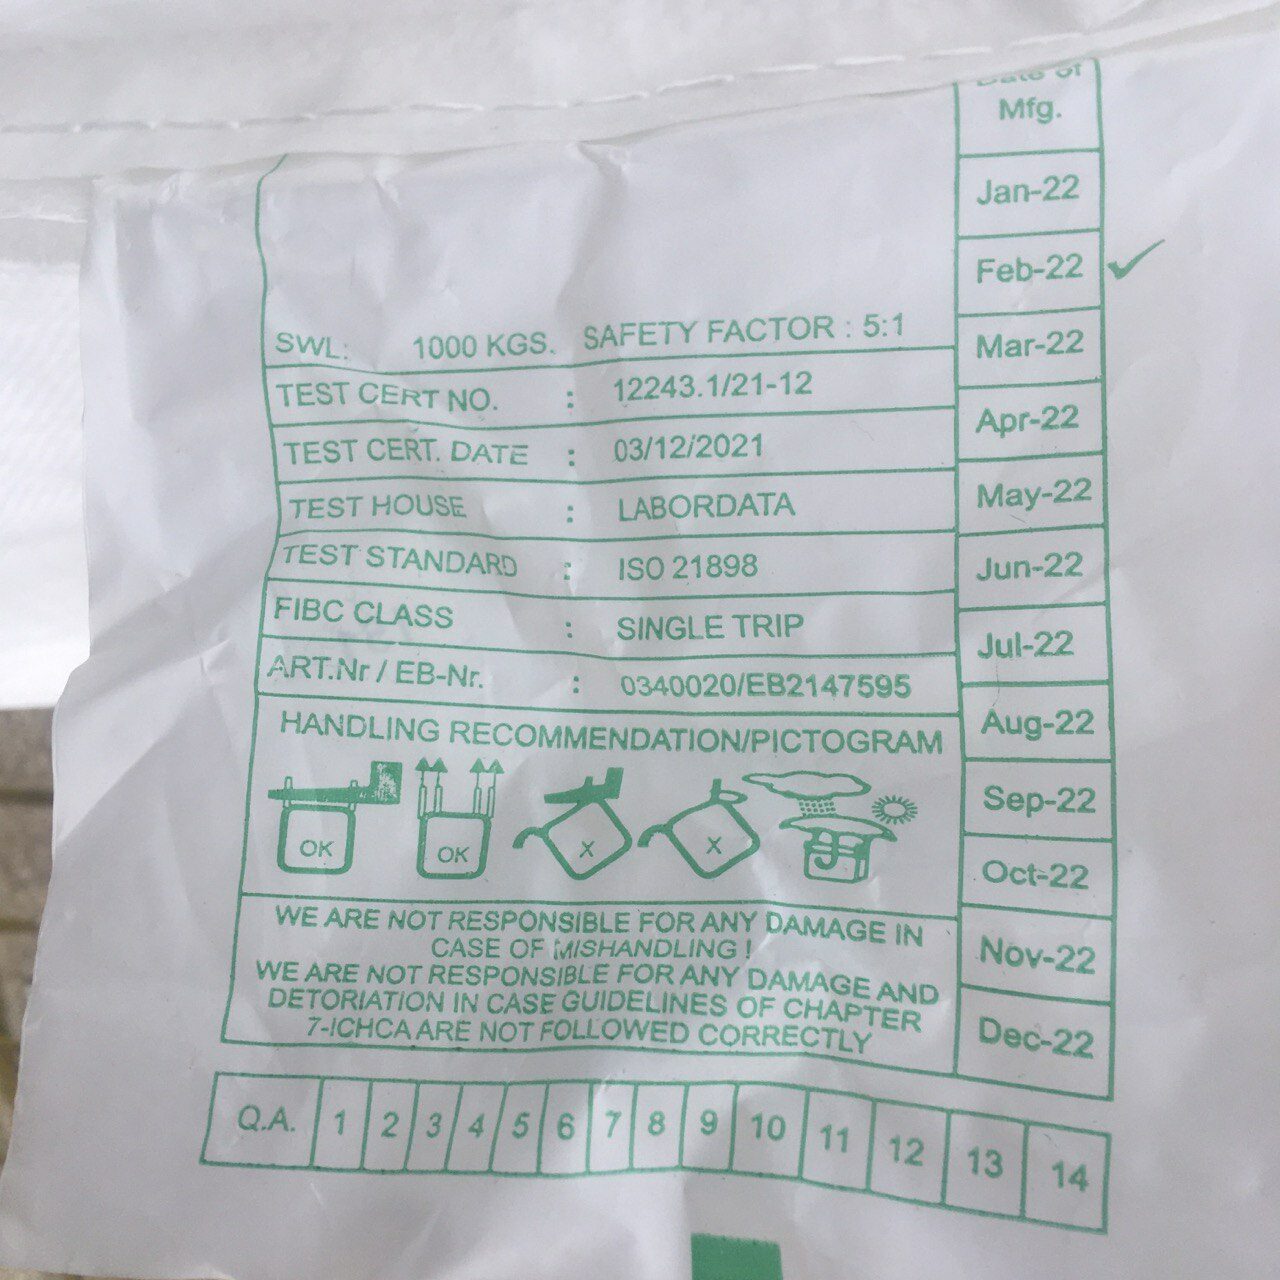 Date of
Mfg.
Jan-22
Feb-22
Mar-22
Apr-22
May-22
Jun-22
Jul-22
Aug-22
Sep-22
Oct-22
Nov-22
Dec-22
SWL: 1000 KGS. SAFETY FACTOR : 5:1
TEST CERT NO. : 12243.1/21-12
TEST CERT. DATE : 03/12/2021
TEST HOUSE : LABORDATA
TEST STANDARD : ISO 21898
FIBC CLASS : SINGLE TRIP
ART.Nr / EB-Nr. : 0340020/EB2147595
HANDLING RECOMMENDATION/PICTOGRAM
OK OK X X
WE ARE NOT RESPONSIBLE FOR ANY DAMAGE IN
CASE OF MISHANDLING !
WE ARE NOT RESPONSIBLE FOR ANY DAMAGE AND
DETORIATION IN CASE GUIDELINES OF CHAPTER
7-ICHCA ARE NOT FOLLOWED CORRECTLY
Q.A. 1 2 3 4 5 6 7 8 9 10 11 12 13 14